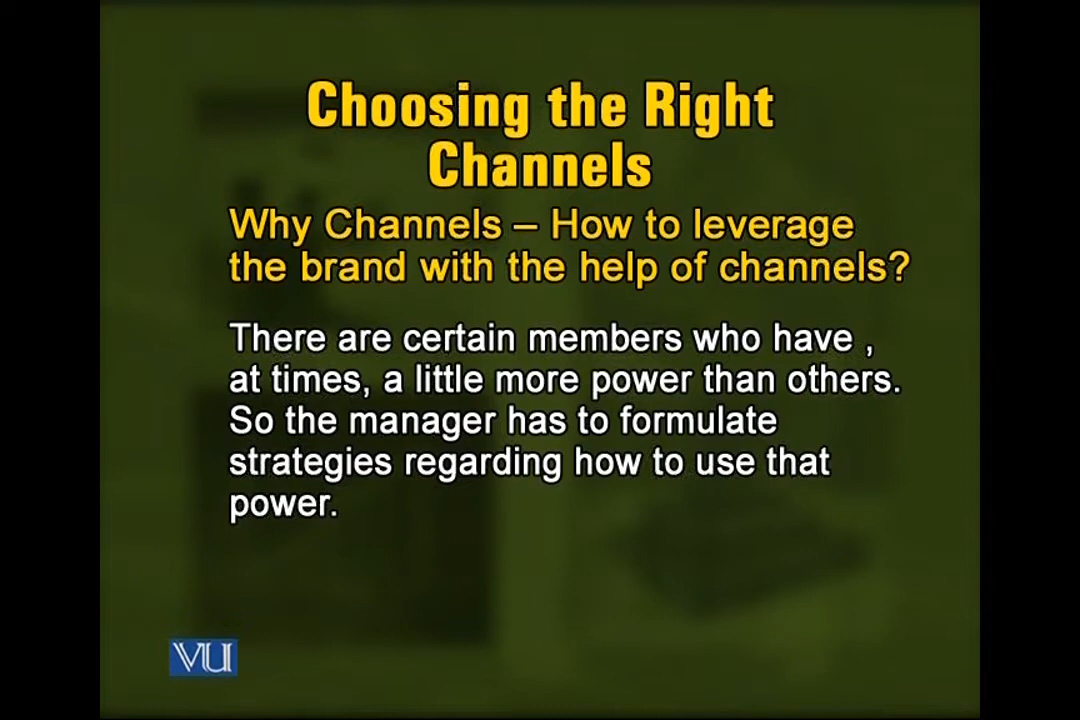 Choosing the Right
Channels
Why Channels – How to leverage
the brand with the help of channels?
There are certain members who have ,
at times, a little more power than others.
So the manager has to formulate
strategies regarding how to use that
power.
VU